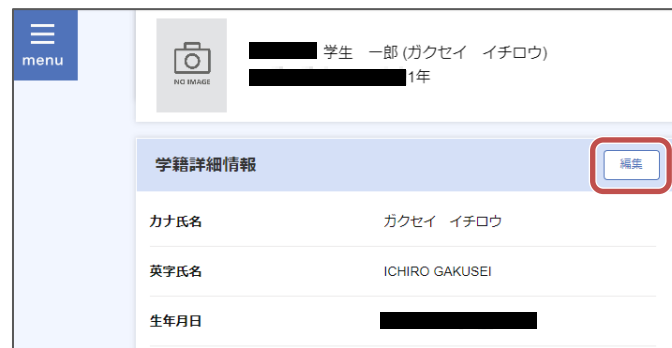 menu
NO IMAGE
学生　一郎 (ガクセイ　イチロウ)
1年
学籍詳細情報
編集
カナ氏名 ガクセイ　イチロウ
英字氏名 ICHIRO GAKUSEI
生年月日